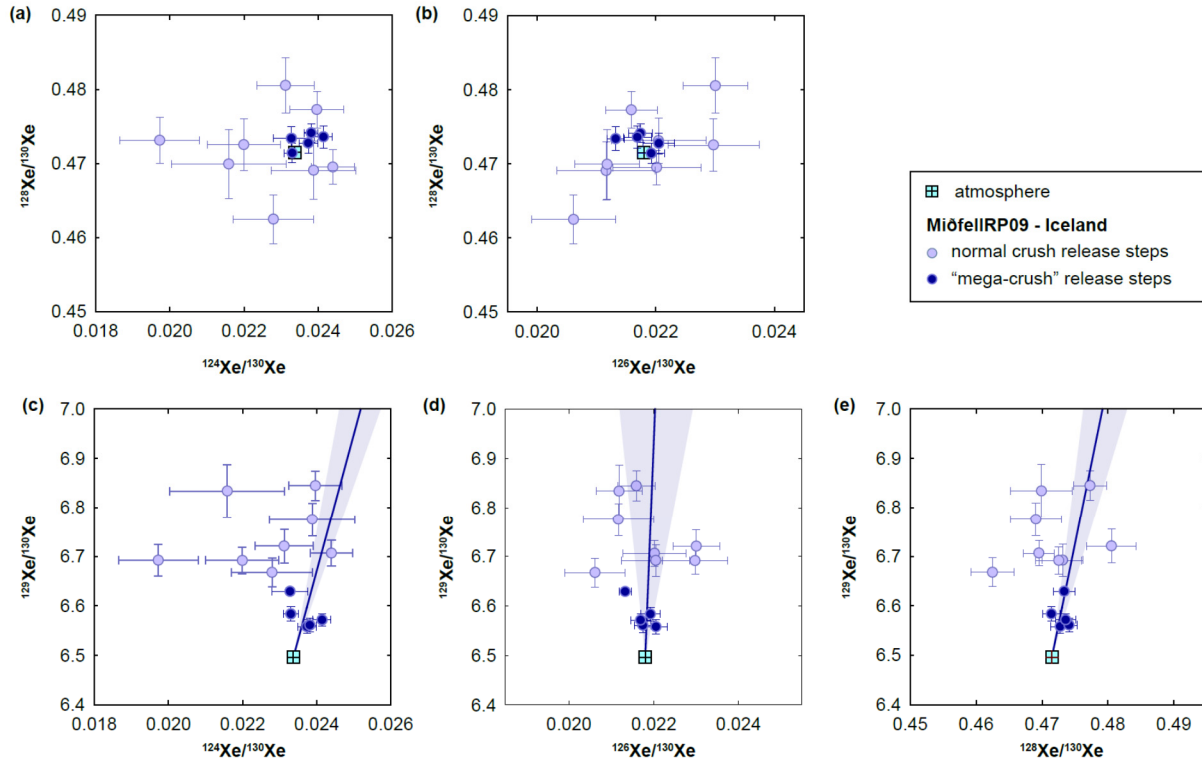 (a)
0.49
0.48
0.47
0.46
0.45
¹²⁸Xe/¹³⁰Xe
0.018 0.020 0.022 0.024 0.026
¹²⁴Xe/¹³⁰Xe
(b)
0.49
0.48
0.47
0.46
0.45
¹²⁸Xe/¹³⁰Xe
0.020 0.022 0.024
¹²⁶Xe/¹³⁰Xe
atmosphere
MiðfellRP09 - Iceland
normal crush release steps
“mega-crush” release steps
(c)
7.0
6.9
6.8
6.7
6.6
6.5
6.4
¹²⁹Xe/¹³⁰Xe
0.018 0.020 0.022 0.024 0.026
¹²⁴Xe/¹³⁰Xe
(d)
7.0
6.9
6.8
6.7
6.6
6.5
6.4
¹²⁹Xe/¹³⁰Xe
0.020 0.022 0.024
¹²⁶Xe/¹³⁰Xe
(e)
7.0
6.9
6.8
6.7
6.6
6.5
6.4
¹²⁹Xe/¹³⁰Xe
0.45 0.46 0.47 0.48 0.49
¹²⁸Xe/¹³⁰Xe